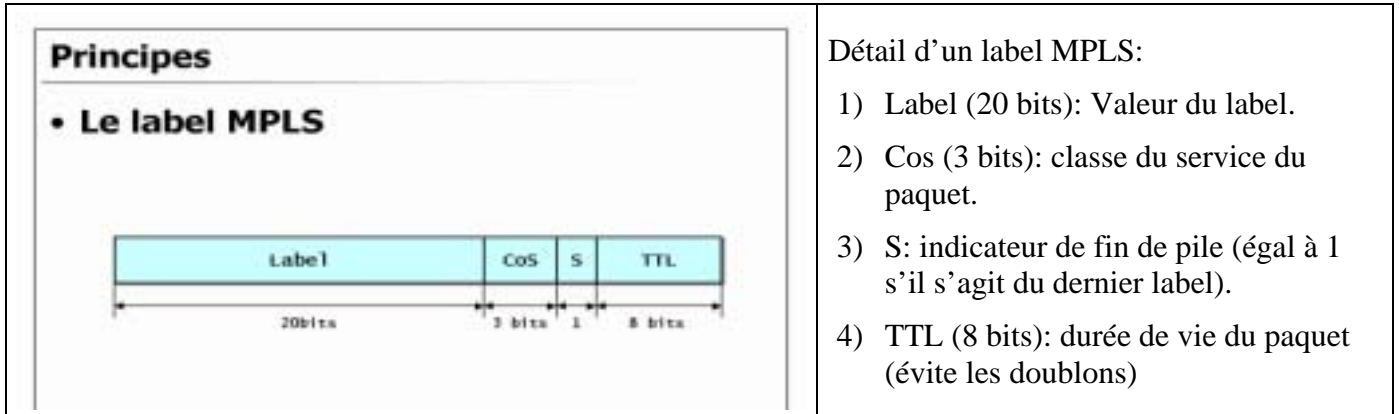 Principes
• Le label MPLS
Label CoS S TTL
20bits 3 bits 1 8 bits
Détail d’un label MPLS:
1) Label (20 bits): Valeur du label.
2) Cos (3 bits): classe du service du
paquet.
3) S: indicateur de fin de pile (égal à 1
s’il s’agit du dernier label).
4) TTL (8 bits): durée de vie du paquet
(évite les doublons)